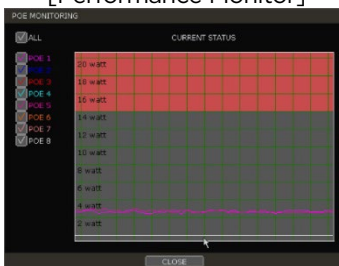 [Performance Monitor]
POE MONITORING
ALL
CURRENT STATUS
POE 1
POE 2
POE 3
POE 4
POE 5
POE 6
POE 7
POE 8
20 watt
18 watt
16 watt
14 watt
12 watt
10 watt
8 watt
6 watt
4 watt
2 watt
CLOSE